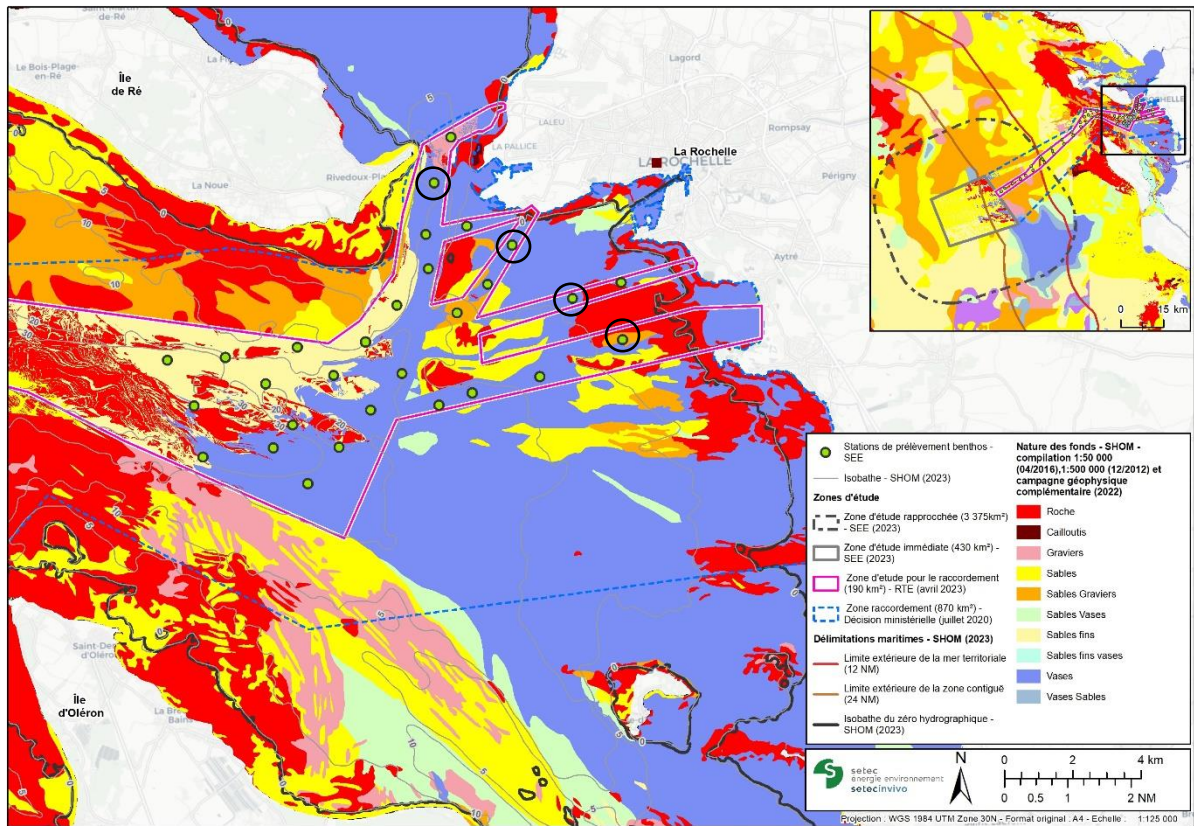 Saint-Martin-
de-Ré
Le Bois-Plage-
en-Ré
Île
de Ré
La Noue
Rivedoux-Pla
Lagord
LALEU
LA PALLICE
Rompsay
La Rochelle
LA ROCHELLE
Périgny
Aytré
Île
d'Oléron
ROCHELLE
0 15 km
Stations de prélèvement benthos -
SEE
Isobathe - SHOM (2023)
Zones d'étude
Zone d'étude rapprocchée (3 375km²)
- SEE (2023)
Zone d'étude immédiate (430 km²) -
SEE (2023)
Zone d'etude pour le raccordement
(190 km²) - RTE (avril 2023)
Zone raccordement (870 km²) -
Décision ministérielle (juillet 2020)
Délimitations maritimes - SHOM (2023)
Limite extérieure de la mer territoriale
(12 NM)
Limite extérieure de la zone contiguë
(24 NM)
Isobathe du zéro hydrographique -
SHOM (2023)
Nature des fonds - SHOM -
compilation 1:50 000
(04/2016),1:500 000 (12/2012) et
campagne géophysique
complémentaire (2022)
Roche
Cailloutis
Graviers
Sables
Sables Graviers
Sables Vases
Sables fins
Sables fins vases
Vases
Vases Sables
setec
énergie environnement
setecinvivo
N
0 2 4 km
0 0.5 1 2 NM
Projection : WGS 1984 UTM Zone 30N - Format original : A4 - Echelle : 1:125 000